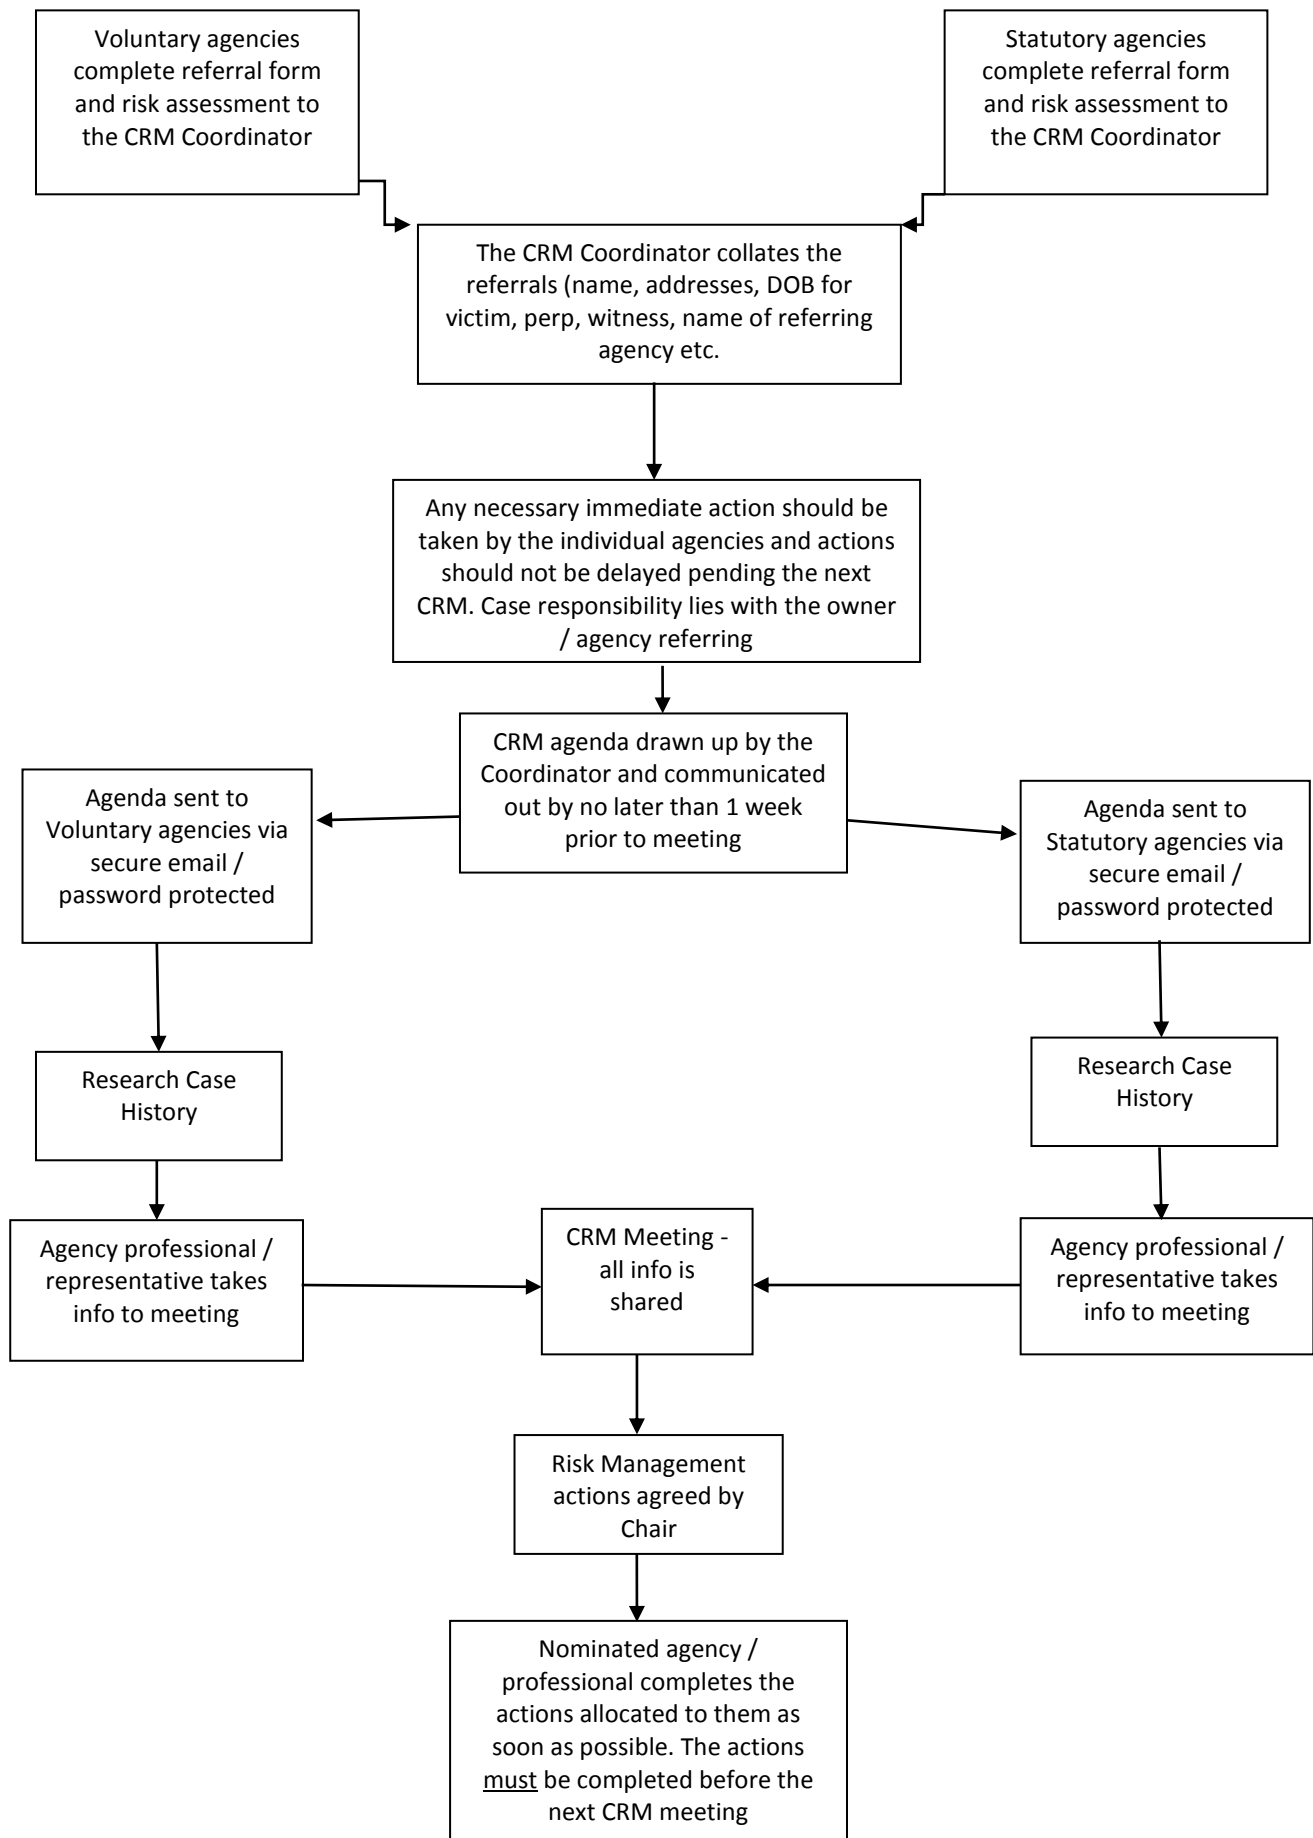 Voluntary agencies
complete referral form
and risk assessment to
the CRM Coordinator
Statutory agencies
complete referral form
and risk assessment to
the CRM Coordinator
The CRM Coordinator collates the
referrals (name, addresses, DOB for
victim, perp, witness, name of referring
agency etc.
Any necessary immediate action should be
taken by the individual agencies and actions
should not be delayed pending the next
CRM. Case responsibility lies with the owner
/ agency referring
CRM agenda drawn up by the
Coordinator and communicated
out by no later than 1 week
prior to meeting
Agenda sent to
Voluntary agencies via
secure email /
password protected
Agenda sent to
Statutory agencies via
secure email /
password protected
Research Case
History
Research Case
History
Agency professional /
representative takes
info to meeting
CRM Meeting -
all info is
shared
Agency professional /
representative takes
info to meeting
Risk Management
actions agreed by
Chair
Nominated agency /
professional completes the
actions allocated to them as
soon as possible. The actions
must be completed before the
next CRM meeting